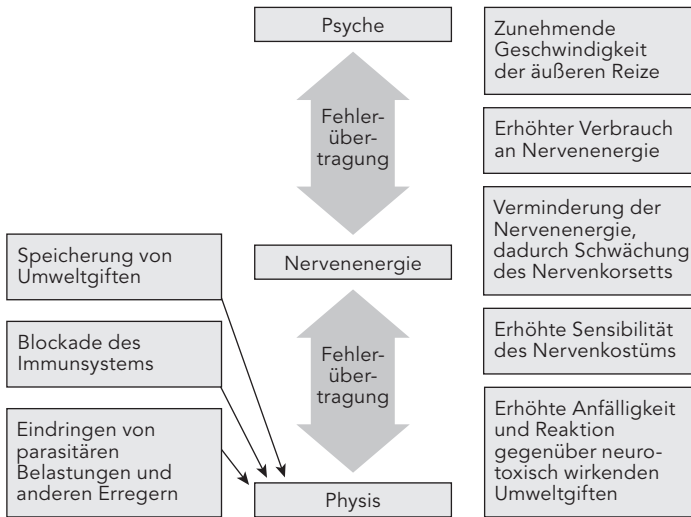 Psyche
Fehler-
über-
tragung
Nervenenergie
Fehler-
über-
tragung
Physis
Speicherung von
Umweltgiften
Blockade des
Immunsystems
Eindringen von
parasitären
Belastungen und
anderen Erregern
Zunehmende
Geschwindigkeit
der äußeren Reize
Erhöhter Verbrauch
an Nervenenergie
Verminderung der
Nervenenergie,
dadurch Schwächung
des Nervenkorsetts
Erhöhte Sensibilität
des Nervenkostüms
Erhöhte Anfälligkeit
und Reaktion
gegenüber neuro-
toxisch wirkenden
Umweltgiften